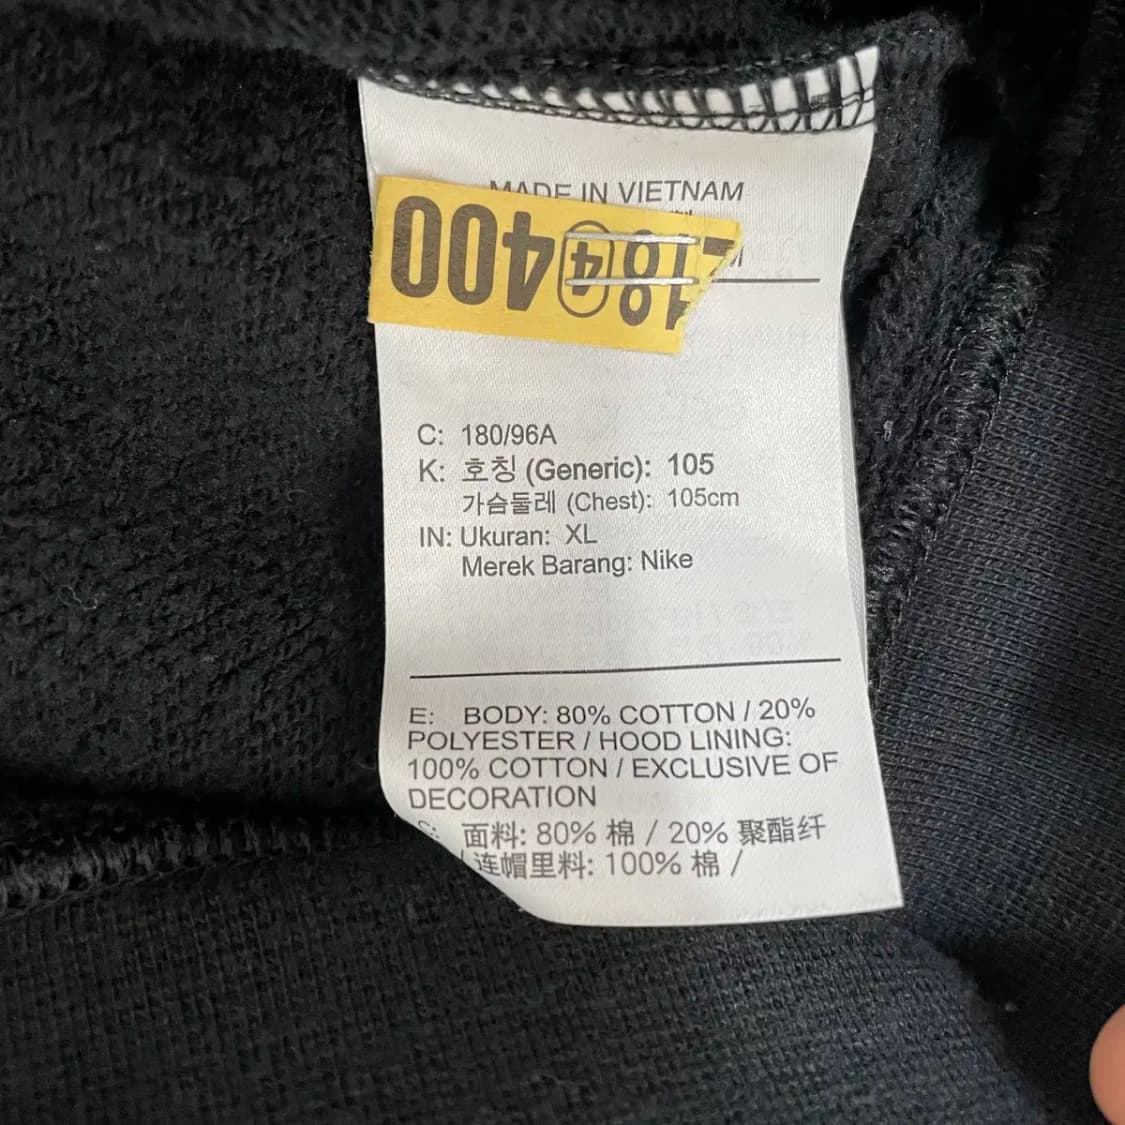 MADE IN VIETNAM
18 4 400
C: 180/96A
K: 호칭 (Generic): 105
가슴둘레 (Chest): 105cm
IN: Ukuran: XL
Merek Barang: Nike
E: BODY: 80% COTTON / 20%
POLYESTER / HOOD LINING:
100% COTTON / EXCLUSIVE OF
DECORATION
C: 面料: 80% 棉 / 20% 聚酯纤
/连帽里料: 100% 棉 /